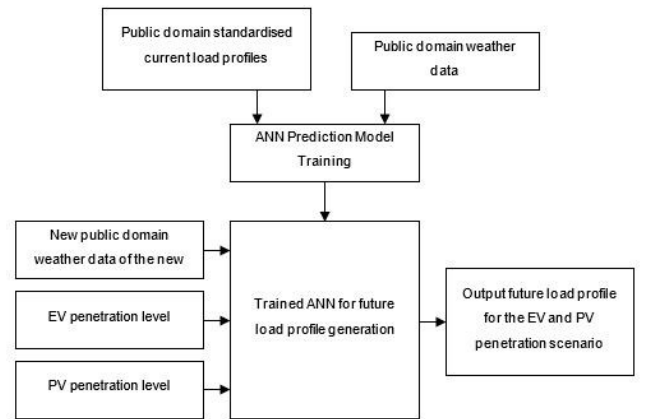 Public domain standardised
current load profiles
Public domain weather
data
ANN Prediction Model
Training
New public domain
weather data of the new
EV penetration level
PV penetration level
Trained ANN for future
load profile generation
Output future load profile
for the EV and PV
penetration scenario